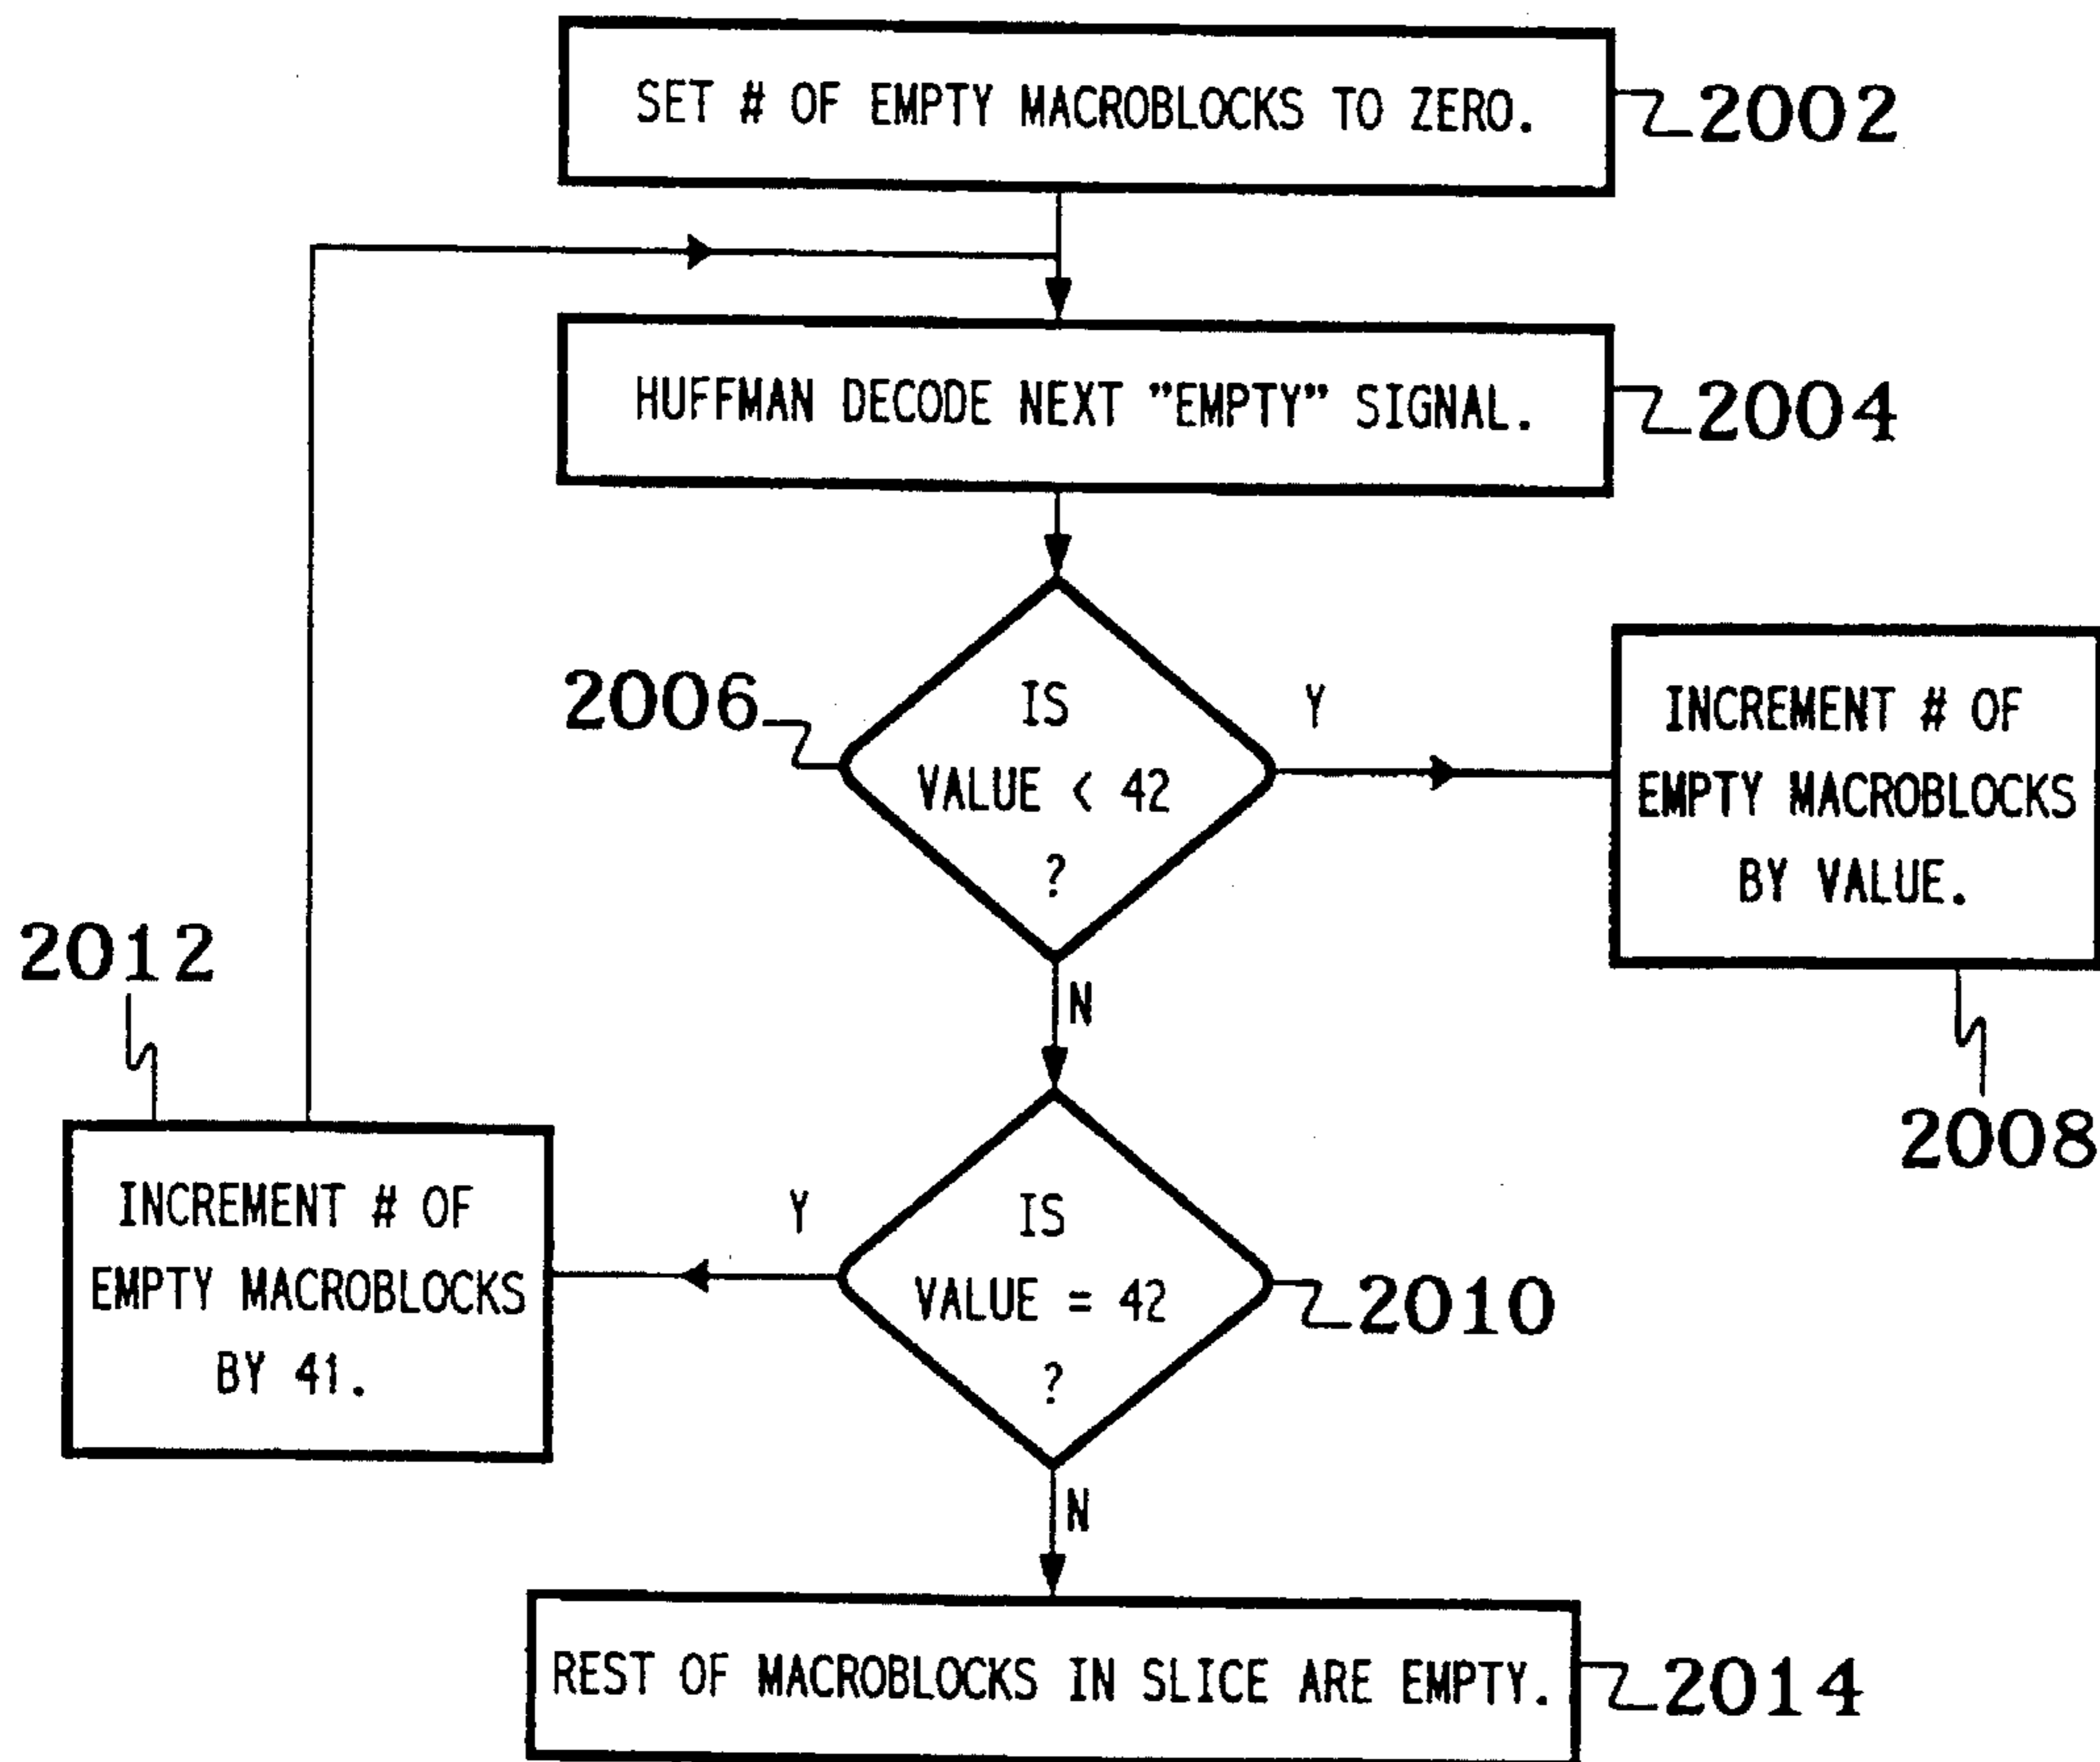 SET # OF EMPTY MACROBLOCKS TO ZERO.
2002
HUFFMAN DECODE NEXT "EMPTY" SIGNAL.
2004
2006
IS
VALUE < 42
?
Y
INCREMENT # OF
EMPTY MACROBLOCKS
BY VALUE.
2008
N
2012
INCREMENT # OF
EMPTY MACROBLOCKS
BY 41.
Y
IS
VALUE = 42
?
2010
N
REST OF MACROBLOCKS IN SLICE ARE EMPTY.
2014